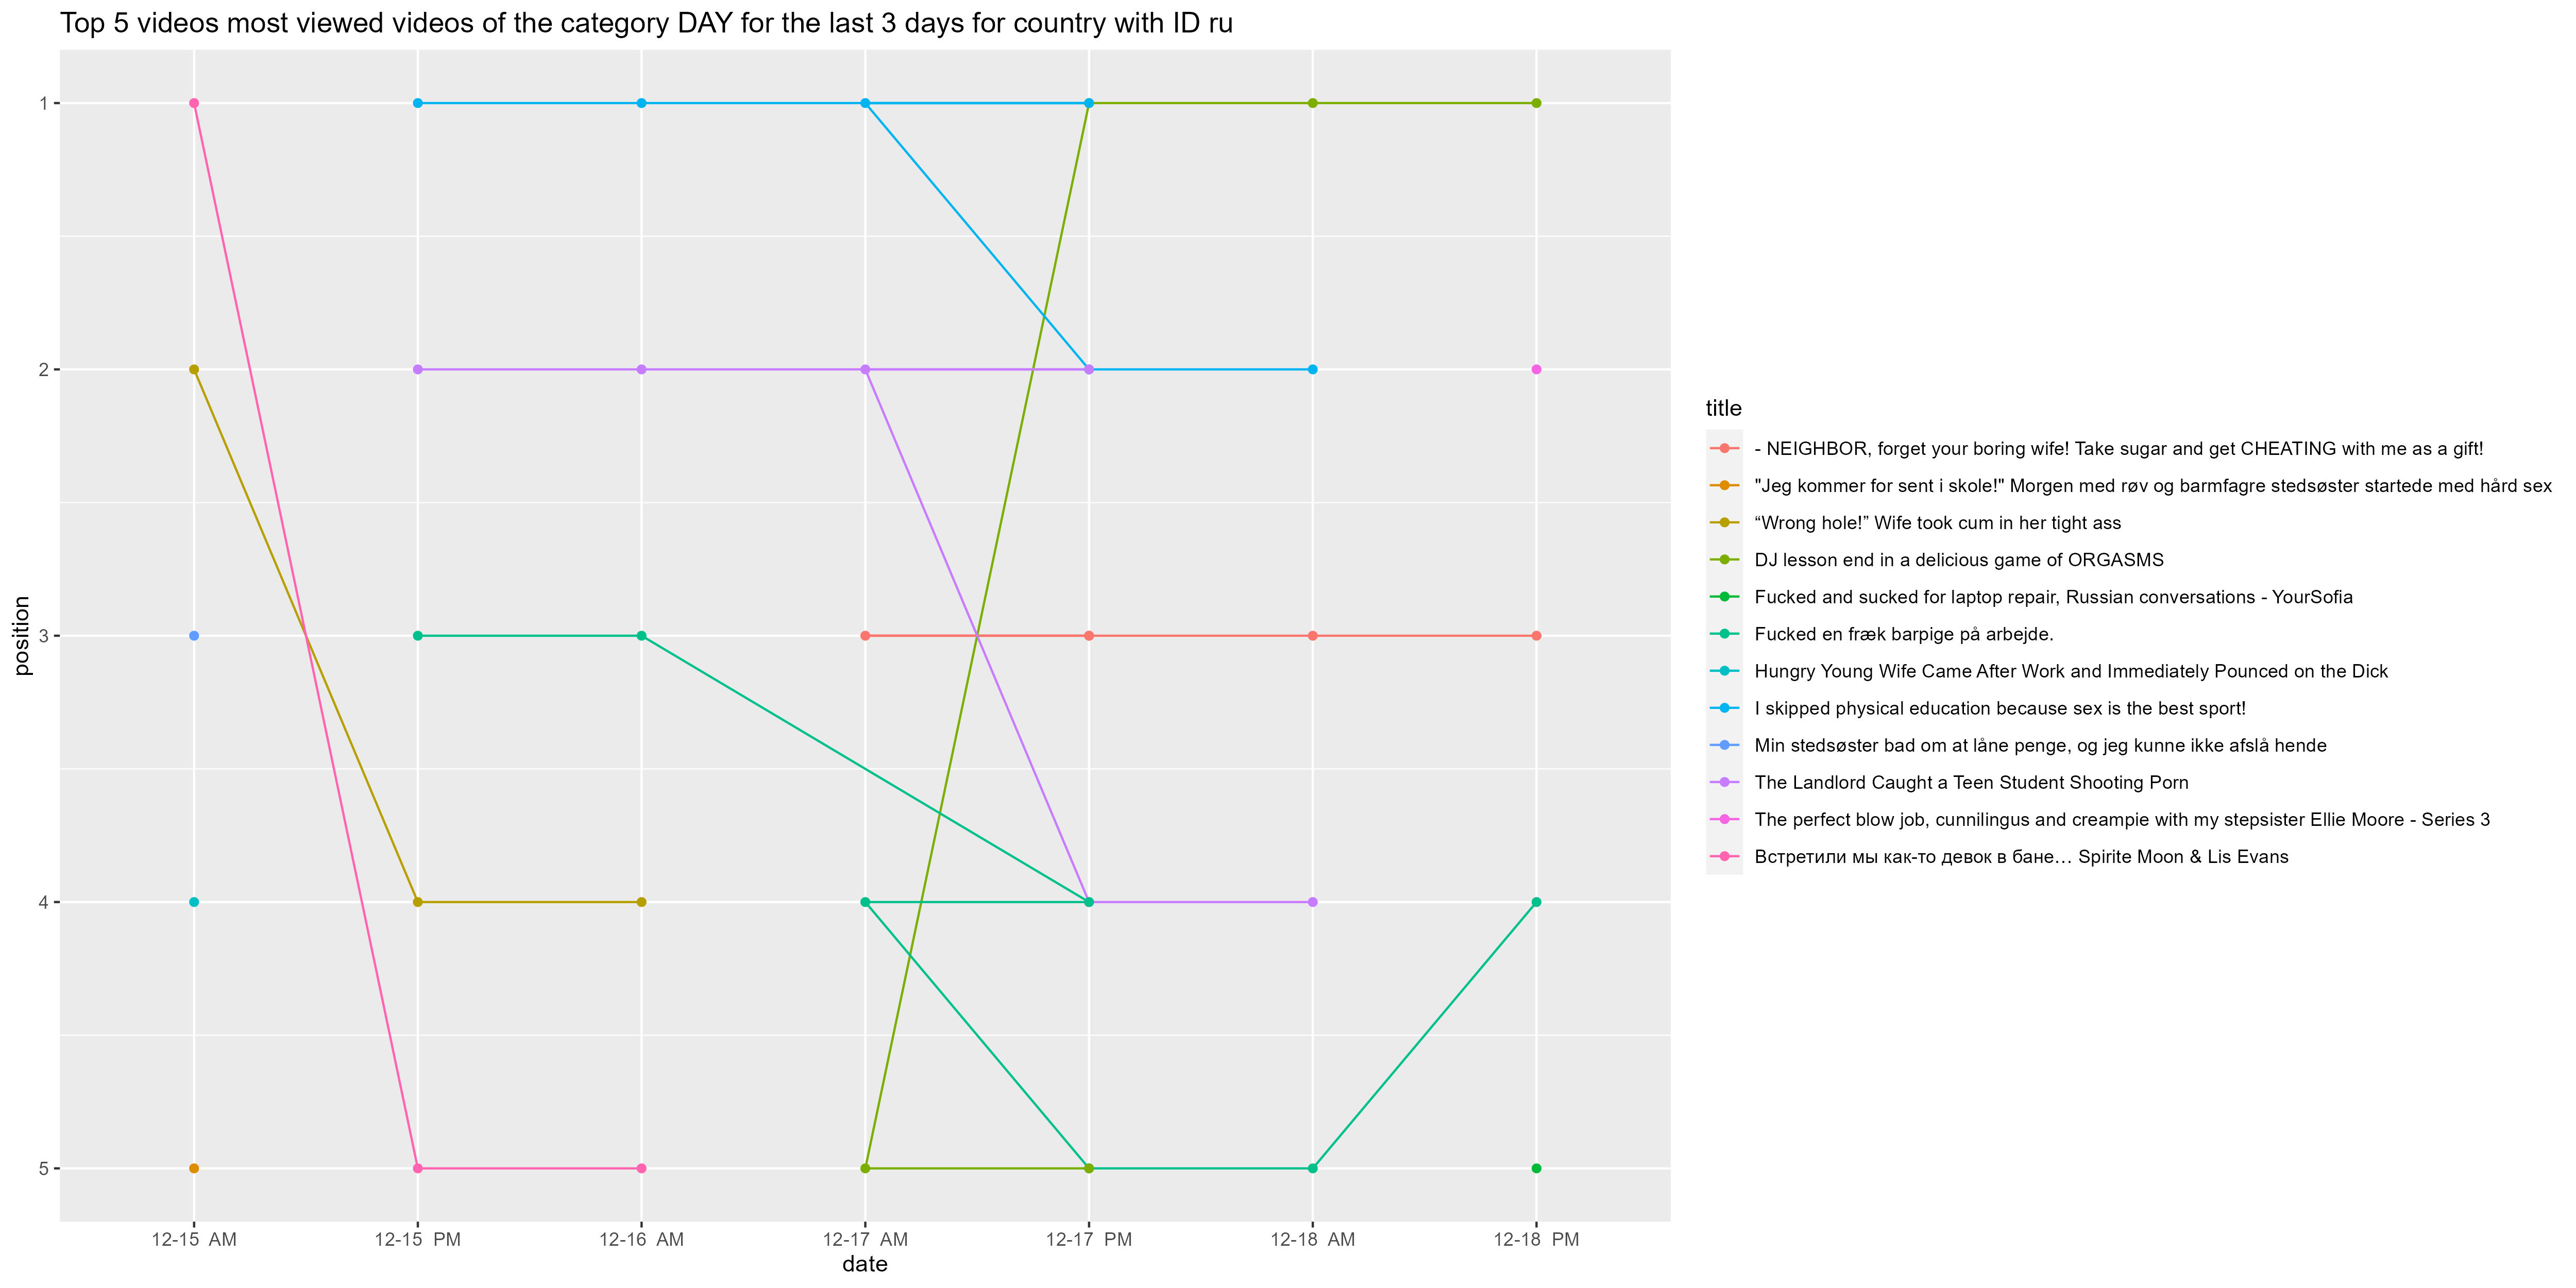 Top 5 videos most viewed videos of the category DAY for the last 3 days for country with ID ru
position
1
2
3
4
5
12-15 AM
12-15 PM
12-16 AM
12-17 AM
12-17 PM
12-18 AM
12-18 PM
date
title
- NEIGHBOR, forget your boring wife! Take sugar and get CHEATING with me as a gift!
"Jeg kommer for sent i skole!" Morgen med røv og barmfagre stedsøster startede med hård sex
“Wrong hole!” Wife took cum in her tight ass
DJ lesson end in a delicious game of ORGASMS
Fucked and sucked for laptop repair, Russian conversations - YourSofia
Fucked en fræk barpige på arbejde.
Hungry Young Wife Came After Work and Immediately Pounced on the Dick
I skipped physical education because sex is the best sport!
Min stedsøster bad om at låne penge, og jeg kunne ikke afslå hende
The Landlord Caught a Teen Student Shooting Porn
The perfect blow job, cunnilingus and creampie with my stepsister Ellie Moore - Series 3
Встретили мы как-то девок в бане… Spirite Moon & Lis Evans